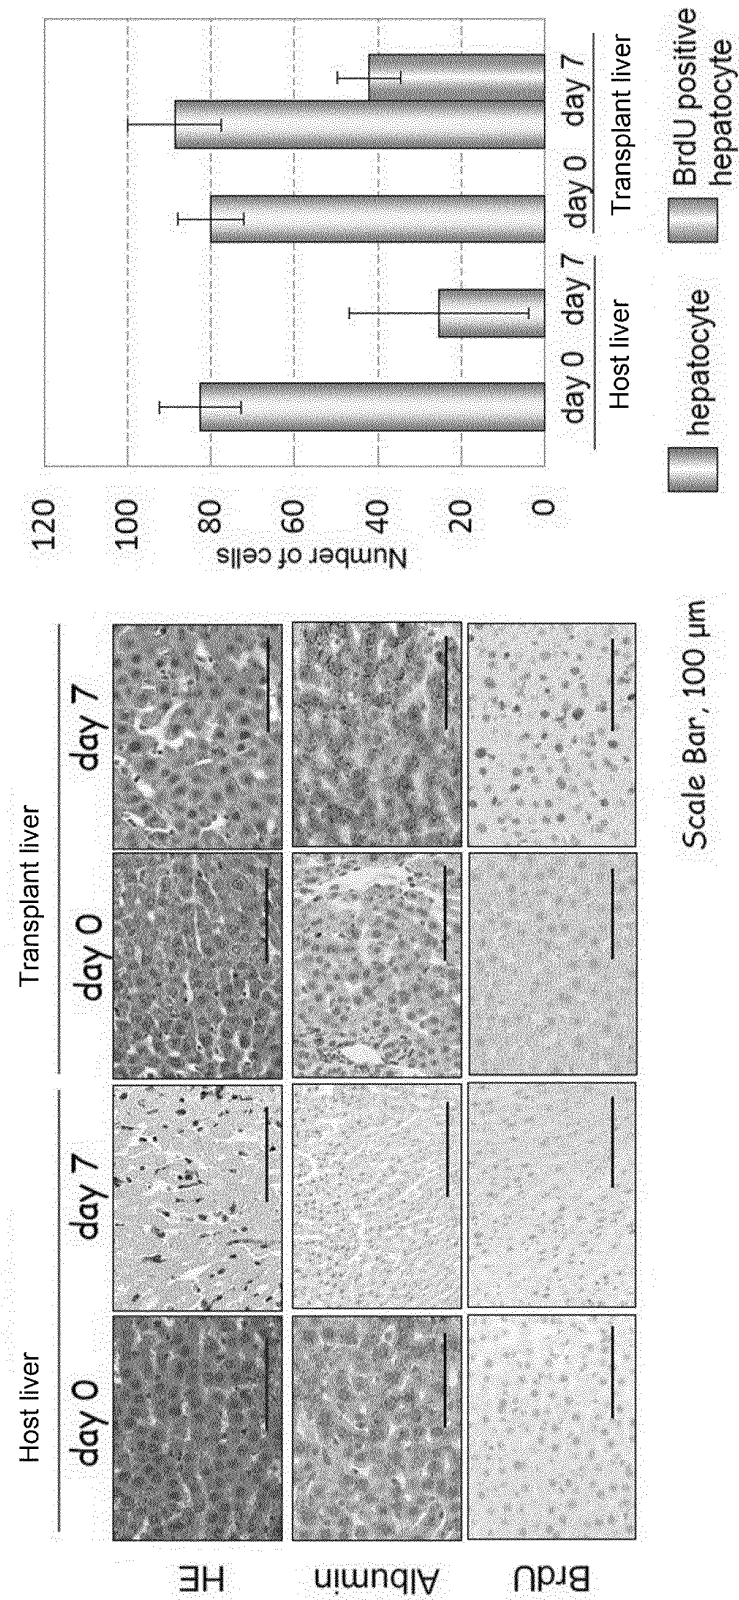 Host liver
Transplant liver
day 0
day 7
day 0
day 7
HE
Albumin
BrdU
Scale Bar, 100 µm
120
100
80
60
40
20
0
Number of cells
day 0
day 7
day 0
day 7
Host liver
Transplant liver
hepatocyte
BrdU positive
hepatocyte